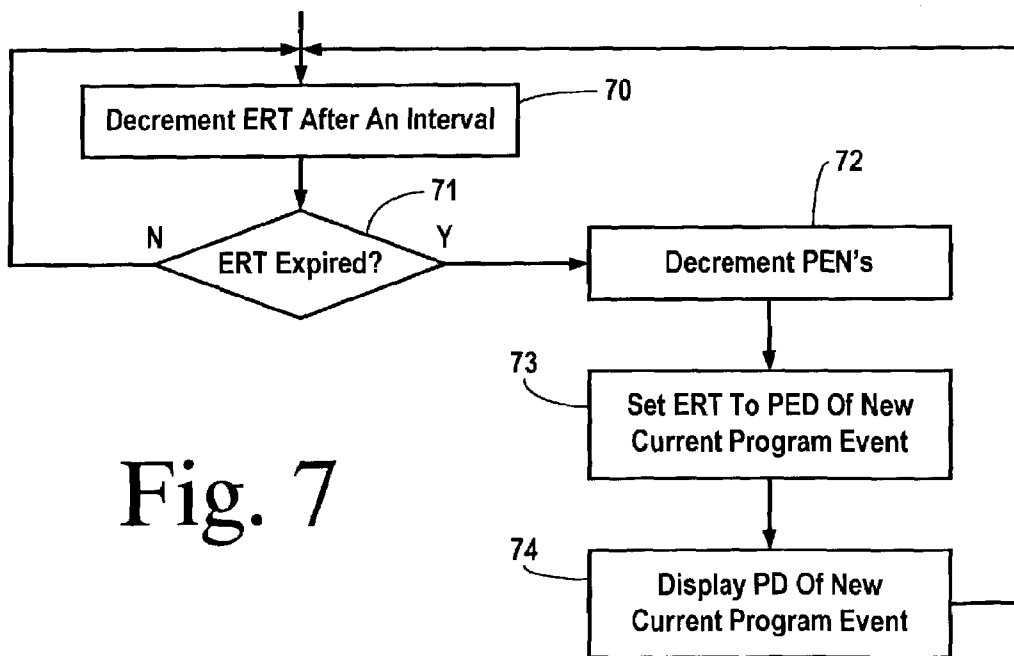 70
Decrement ERT After An Interval
71
N
Y
ERT Expired?
72
Decrement PEN's
73
Set ERT To PED Of New
Current Program Event
Fig. 7
74
Display PD Of New
Current Program Event